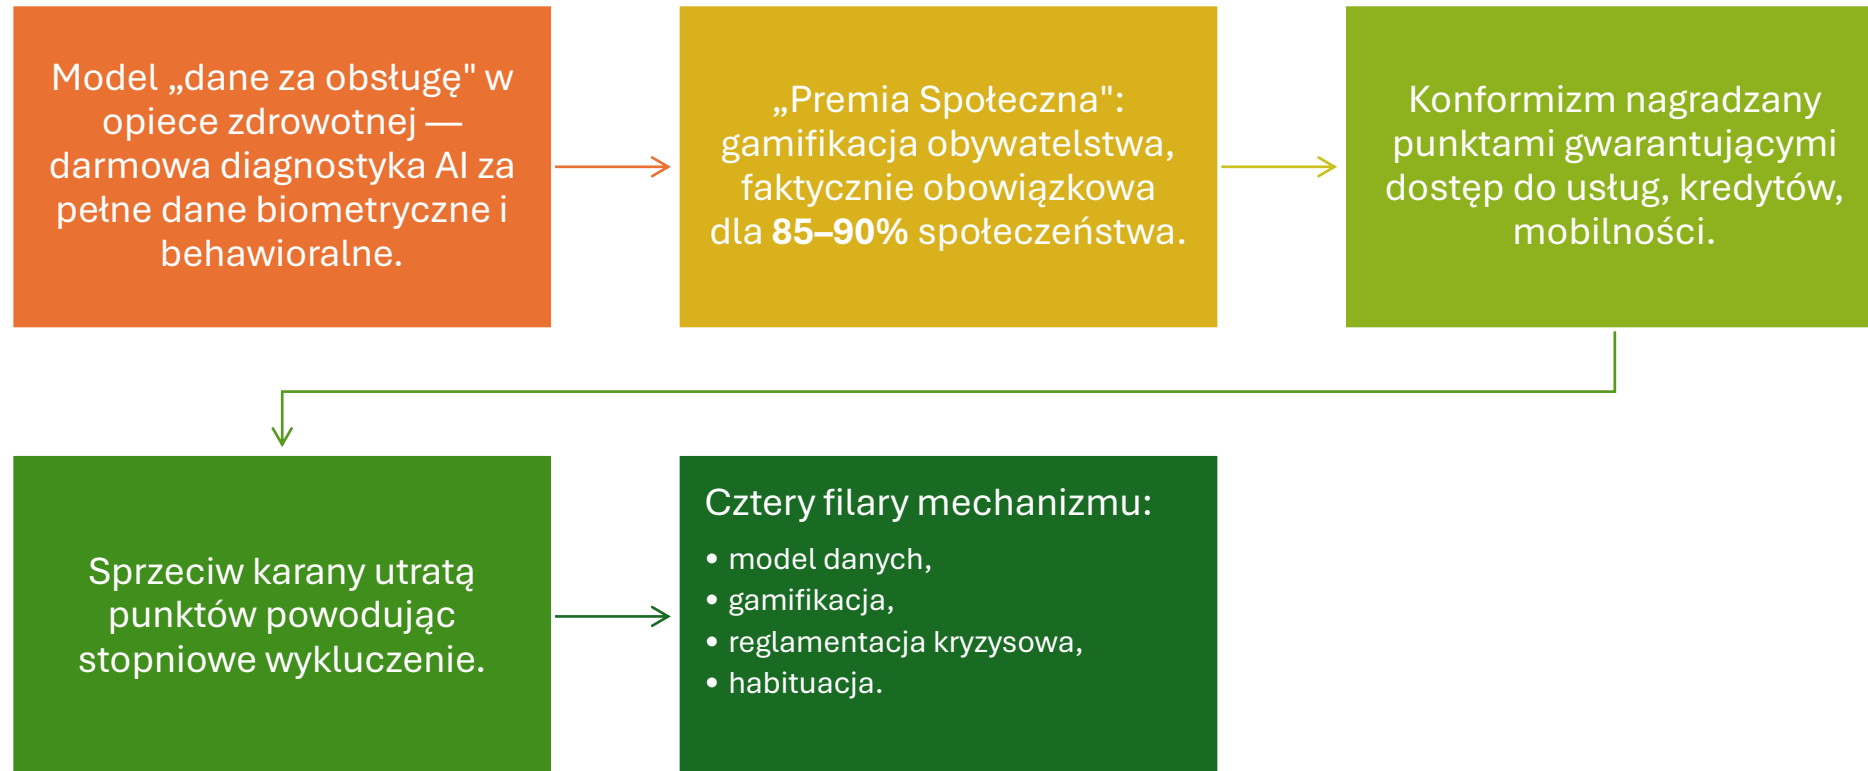 Model „dane za obsługę" w
opiece zdrowotnej —
darmowa diagnostyka AI za
pełne dane biometryczne i
behawioralne.
„Premia Społeczna":
gamifikacja obywatelstwa,
faktycznie obowiązkowa
dla 85–90% społeczeństwa.
Konformizm nagradzany
punktami gwarantującymi
dostęp do usług, kredytów,
mobilności.
Sprzeciw karany utratą
punktów powodując
stopniowe wykluczenie.
Cztery filary mechanizmu:
• model danych,
• gamifikacja,
• reglamentacja kryzysowa,
• habituacja.